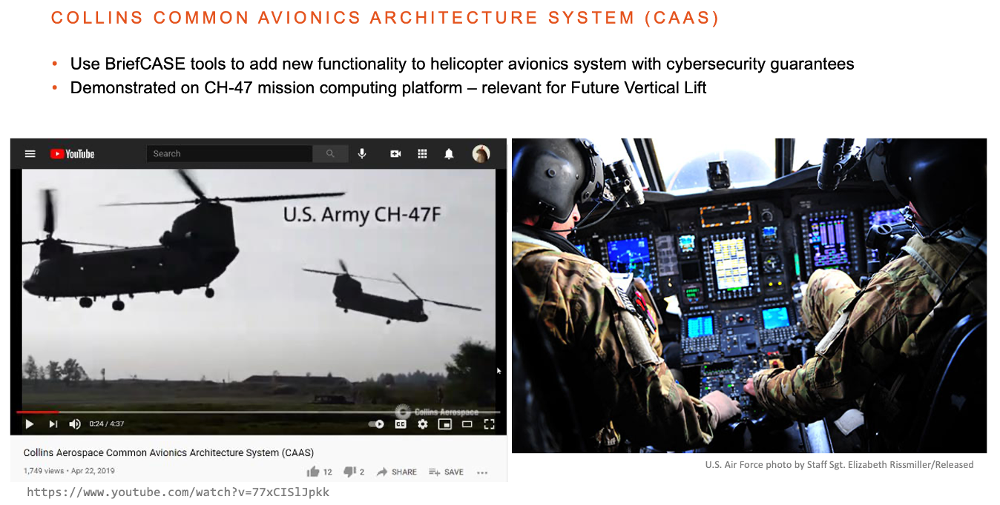 COLLINS COMMON AVIONICS ARCHITECTURE SYSTEM (CAAS)
• Use BriefCASE tools to add new functionality to helicopter avionics system with cybersecurity guarantees
• Demonstrated on CH-47 mission computing platform – relevant for Future Vertical Lift
YouTube
Search
U.S. Army CH-47F
Collins Aerospace
0:24 / 4:37
CC
Collins Aerospace Common Avionics Architecture System (CAAS)
1,749 views • Apr 22, 2019
12 2 SHARE SAVE
https://www.youtube.com/watch?v=77xCISlJpkk
U.S. Air Force photo by Staff Sgt. Elizabeth Rissmiller/Released